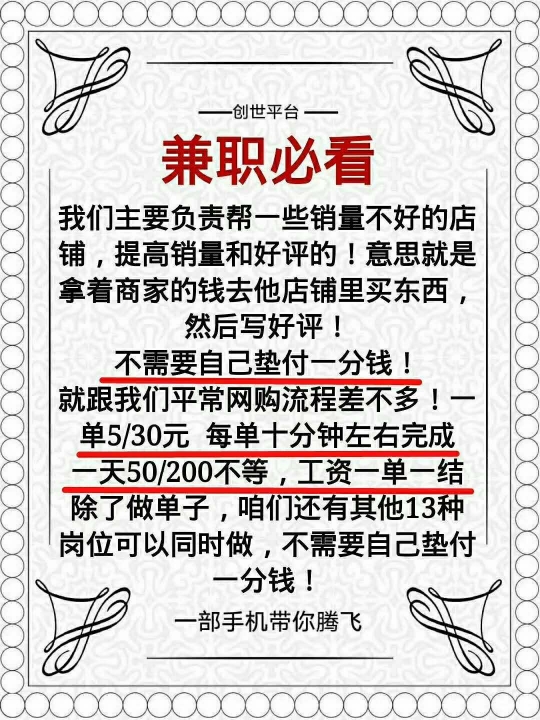 创世平台
兼职必看
我们主要负责帮一些销量不好的店
铺，提高销量和好评的！意思就是
拿着商家的钱去他店铺里买东西，
然后写好评！
不需要自己垫付一分钱！
就跟我们平常网购流程差不多！一
单5/30元 每单十分钟左右完成
一天50/200不等，工资一单一结
除了做单子，咱们还有其他13种
岗位可以同时做，不需要自己垫付
一分钱！
一部手机带你腾飞